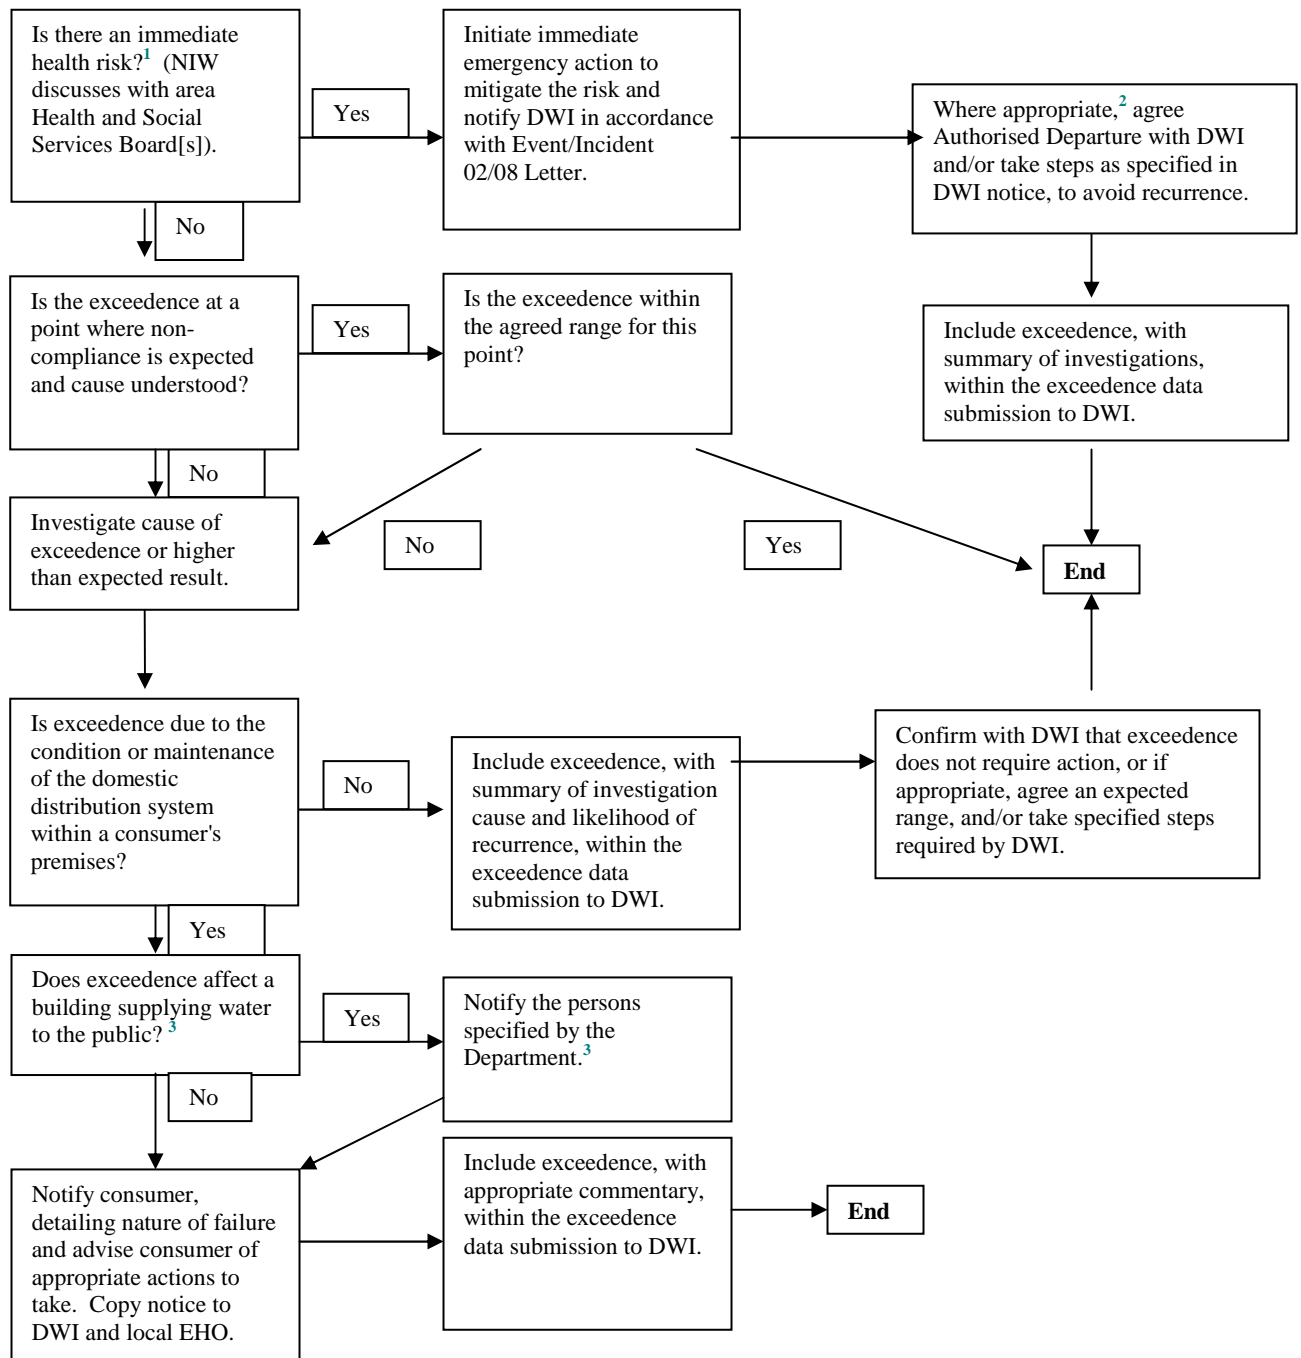 Is there an immediate
health risk?1 (NIW
discusses with area
Health and Social
Services Board[s]).
Yes
Initiate immediate
emergency action to
mitigate the risk and
notify DWI in accordance
with Event/Incident
02/08 Letter.
Where appropriate,2 agree
Authorised Departure with DWI
and/or take steps as specified in
DWI notice, to avoid recurrence.
No
Is the exceedence at a
point where non-
compliance is expected
and cause understood?
Yes
Is the exceedence within
the agreed range for this
point?
Include exceedence, with
summary of investigations,
within the exceedence data
submission to DWI.
No
Investigate cause of
exceedence or higher
than expected result.
No
Yes
End
Is exceedence due to the
condition or maintenance
of the domestic
distribution system
within a consumer's
premises?
No
Include exceedence, with
summary of investigation
cause and likelihood of
recurrence, within the
exceedence data
submission to DWI.
Confirm with DWI that exceedence
does not require action, or if
appropriate, agree an expected
range, and/or take specified steps
required by DWI.
Yes
Does exceedence affect a
building supplying water
to the public? 3
Yes
Notify the persons
specified by the
Department.3
No
Notify consumer,
detailing nature of failure
and advise consumer of
appropriate actions to
take. Copy notice to
DWI and local EHO.
Include exceedence, with
appropriate commentary,
within the exceedence
data submission to DWI.
End